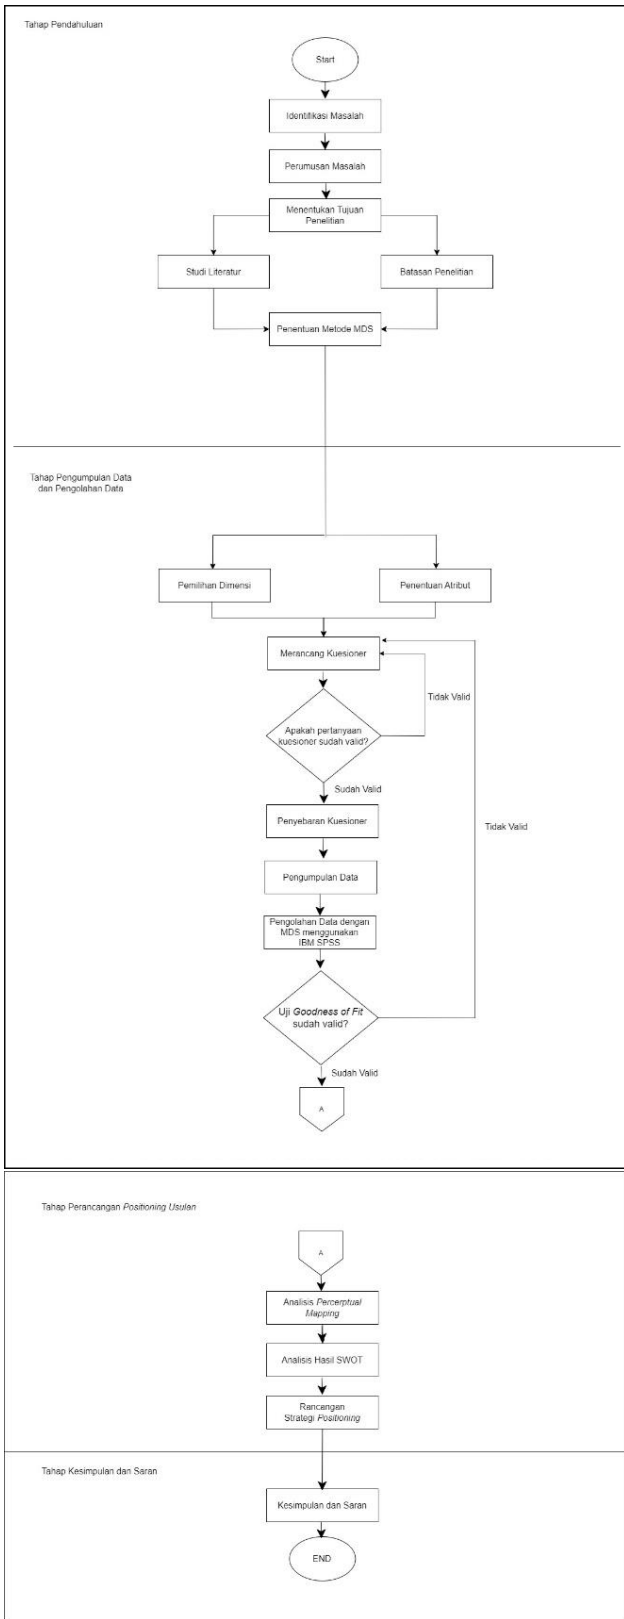 Tahap Pendahuluan
Start
Identifikasi Masalah
Perumusan Masalah
Menentukan Tujuan
Penelitian
Studi Literatur
Batasan Penelitian
Penentuan Metode MDS
Tahap Pengumpulan Data
dan Pengolahan Data
Pemilihan Dimensi
Penentuan Atribut
Merancang Kuesioner
Tidak Valid
Apakah pertanyaan
kuesioner sudah valid?
Sudah Valid
Penyebaran Kuesioner
Tidak Valid
Pengumpulan Data
Pengolahan Data dengan
MDS menggunakan
IBM SPSS
Uji Goodness of Fit
sudah valid?
Sudah Valid
A
Tahap Perancangan Positioning Usulan
A
Analisis Percerptual
Mapping
Analisis Hasil SWOT
Rancangan
Strategi Positioning
Tahap Kesimpulan dan Saran
Kesimpulan dan Saran
END